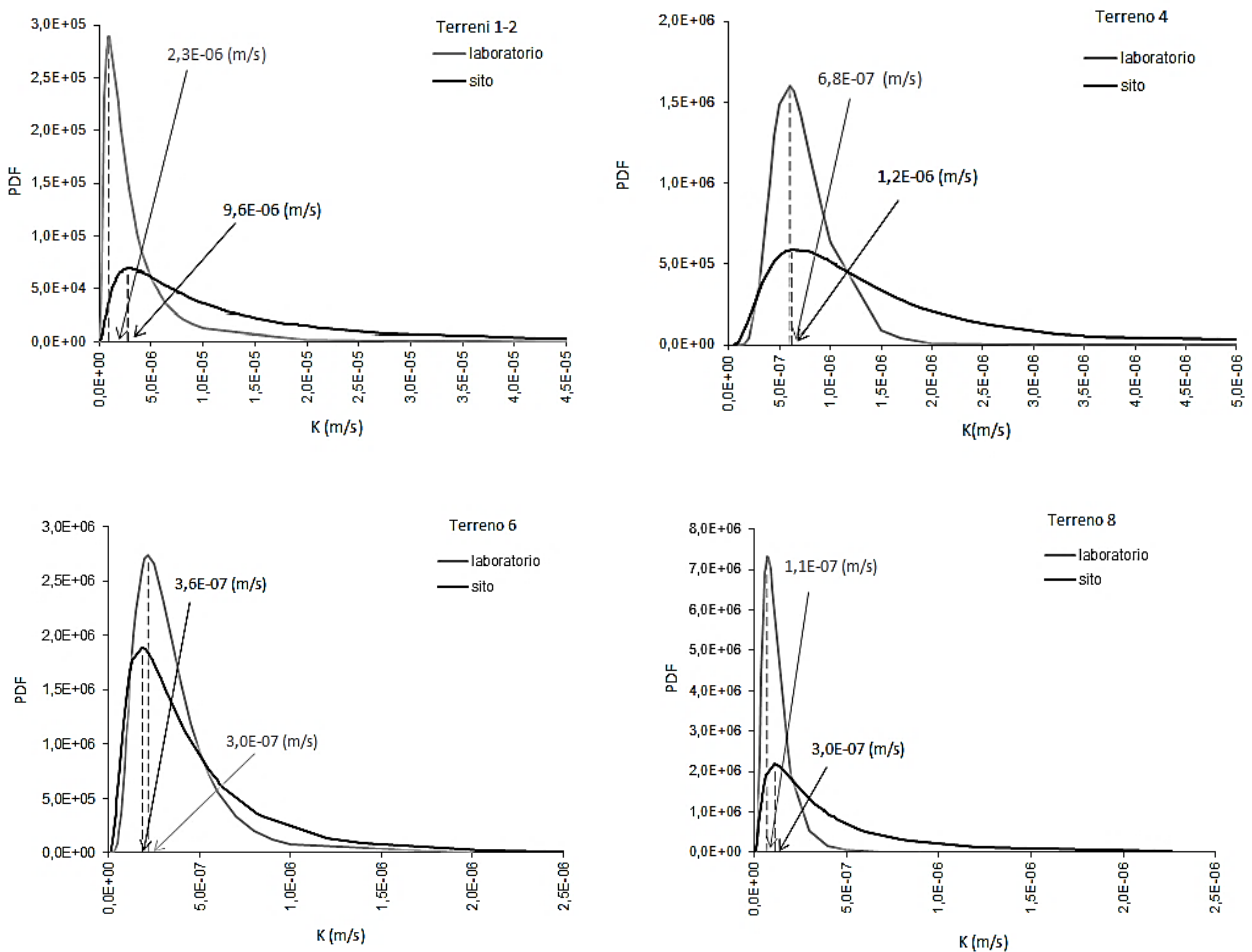 Terreni 1-2
laboratorio
sito
2,3E-06 (m/s)
9,6E-06 (m/s)
PDF
3,0E+05
2,5E+05
2,0E+05
1,5E+05
1,0E+05
5,0E+04
0,0E+00
0,0E+00
5,0E-06
1,0E-05
1,5E-05
2,0E-05
2,5E-05
3,0E-05
3,5E-05
4,0E-05
4,5E-05
K (m/s)
Terreno 4
laboratorio
sito
6,8E-07 (m/s)
1,2E-06 (m/s)
PDF
2,0E+06
1,5E+06
1,0E+06
5,0E+05
0,0E+00
0,0E+00
5,0E-07
1,0E-06
1,5E-06
2,0E-06
2,5E-06
3,0E-06
3,5E-06
4,0E-06
4,5E-06
5,0E-06
K(m/s)
Terreno 6
laboratorio
sito
3,6E-07 (m/s)
3,0E-07 (m/s)
PDF
3,0E+06
2,5E+06
2,0E+06
1,5E+06
1,0E+06
5,0E+05
0,0E+00
0,0E+00
5,0E-07
1,0E-06
1,5E-06
2,0E-06
2,5E-06
K (m/s)
Terreno 8
laboratorio
sito
1,1E-07 (m/s)
3,0E-07 (m/s)
PDF
8,0E+06
7,0E+06
6,0E+06
5,0E+06
4,0E+06
3,0E+06
2,0E+06
1,0E+06
0,0E+00
0,0E+00
5,0E-07
1,0E-06
1,5E-06
2,0E-06
2,5E-06
K (m/s)